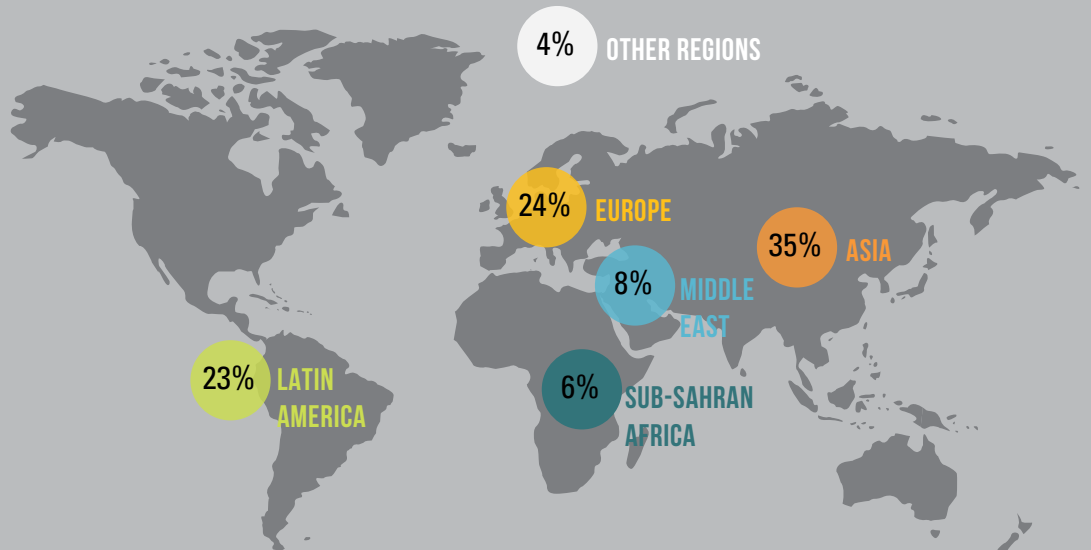 4% OTHER REGIONS
24% EUROPE
35% ASIA
8% MIDDLE
EAST
23% LATIN
AMERICA
6% SUB-SAHRAN
AFRICA